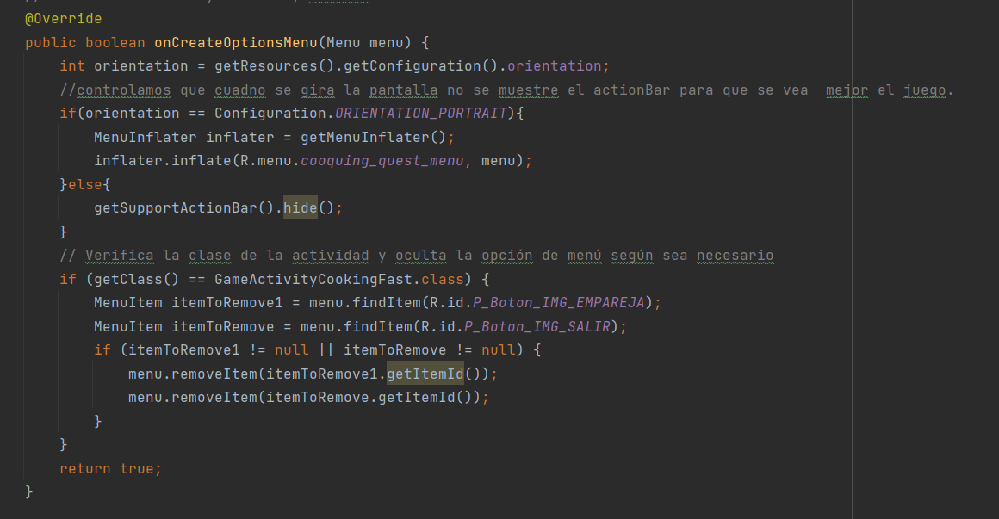 @Override
public boolean onCreateOptionsMenu(Menu menu) {
    int orientation = getResources().getConfiguration().orientation;
    //controlamos que cuadno se gira la pantalla no se muestre el actionBar para que se vea  mejor el juego.
    if(orientation == Configuration.ORIENTATION_PORTRAIT){
        MenuInflater inflater = getMenuInflater();
        inflater.inflate(R.menu.cooquing_quest_menu, menu);
    }else{
        getSupportActionBar().hide();
    }
    // Verifica la clase de la actividad y oculta la opción de menú según sea necesario
    if (getClass() == GameActivityCookingFast.class) {
        MenuItem itemToRemove1 = menu.findItem(R.id.P_Boton_IMG_EMPAREJA);
        MenuItem itemToRemove = menu.findItem(R.id.P_Boton_IMG_SALIR);
        if (itemToRemove1 != null || itemToRemove != null) {
            menu.removeItem(itemToRemove1.getItemId());
            menu.removeItem(itemToRemove.getItemId());
        }
    }
    return true;
}